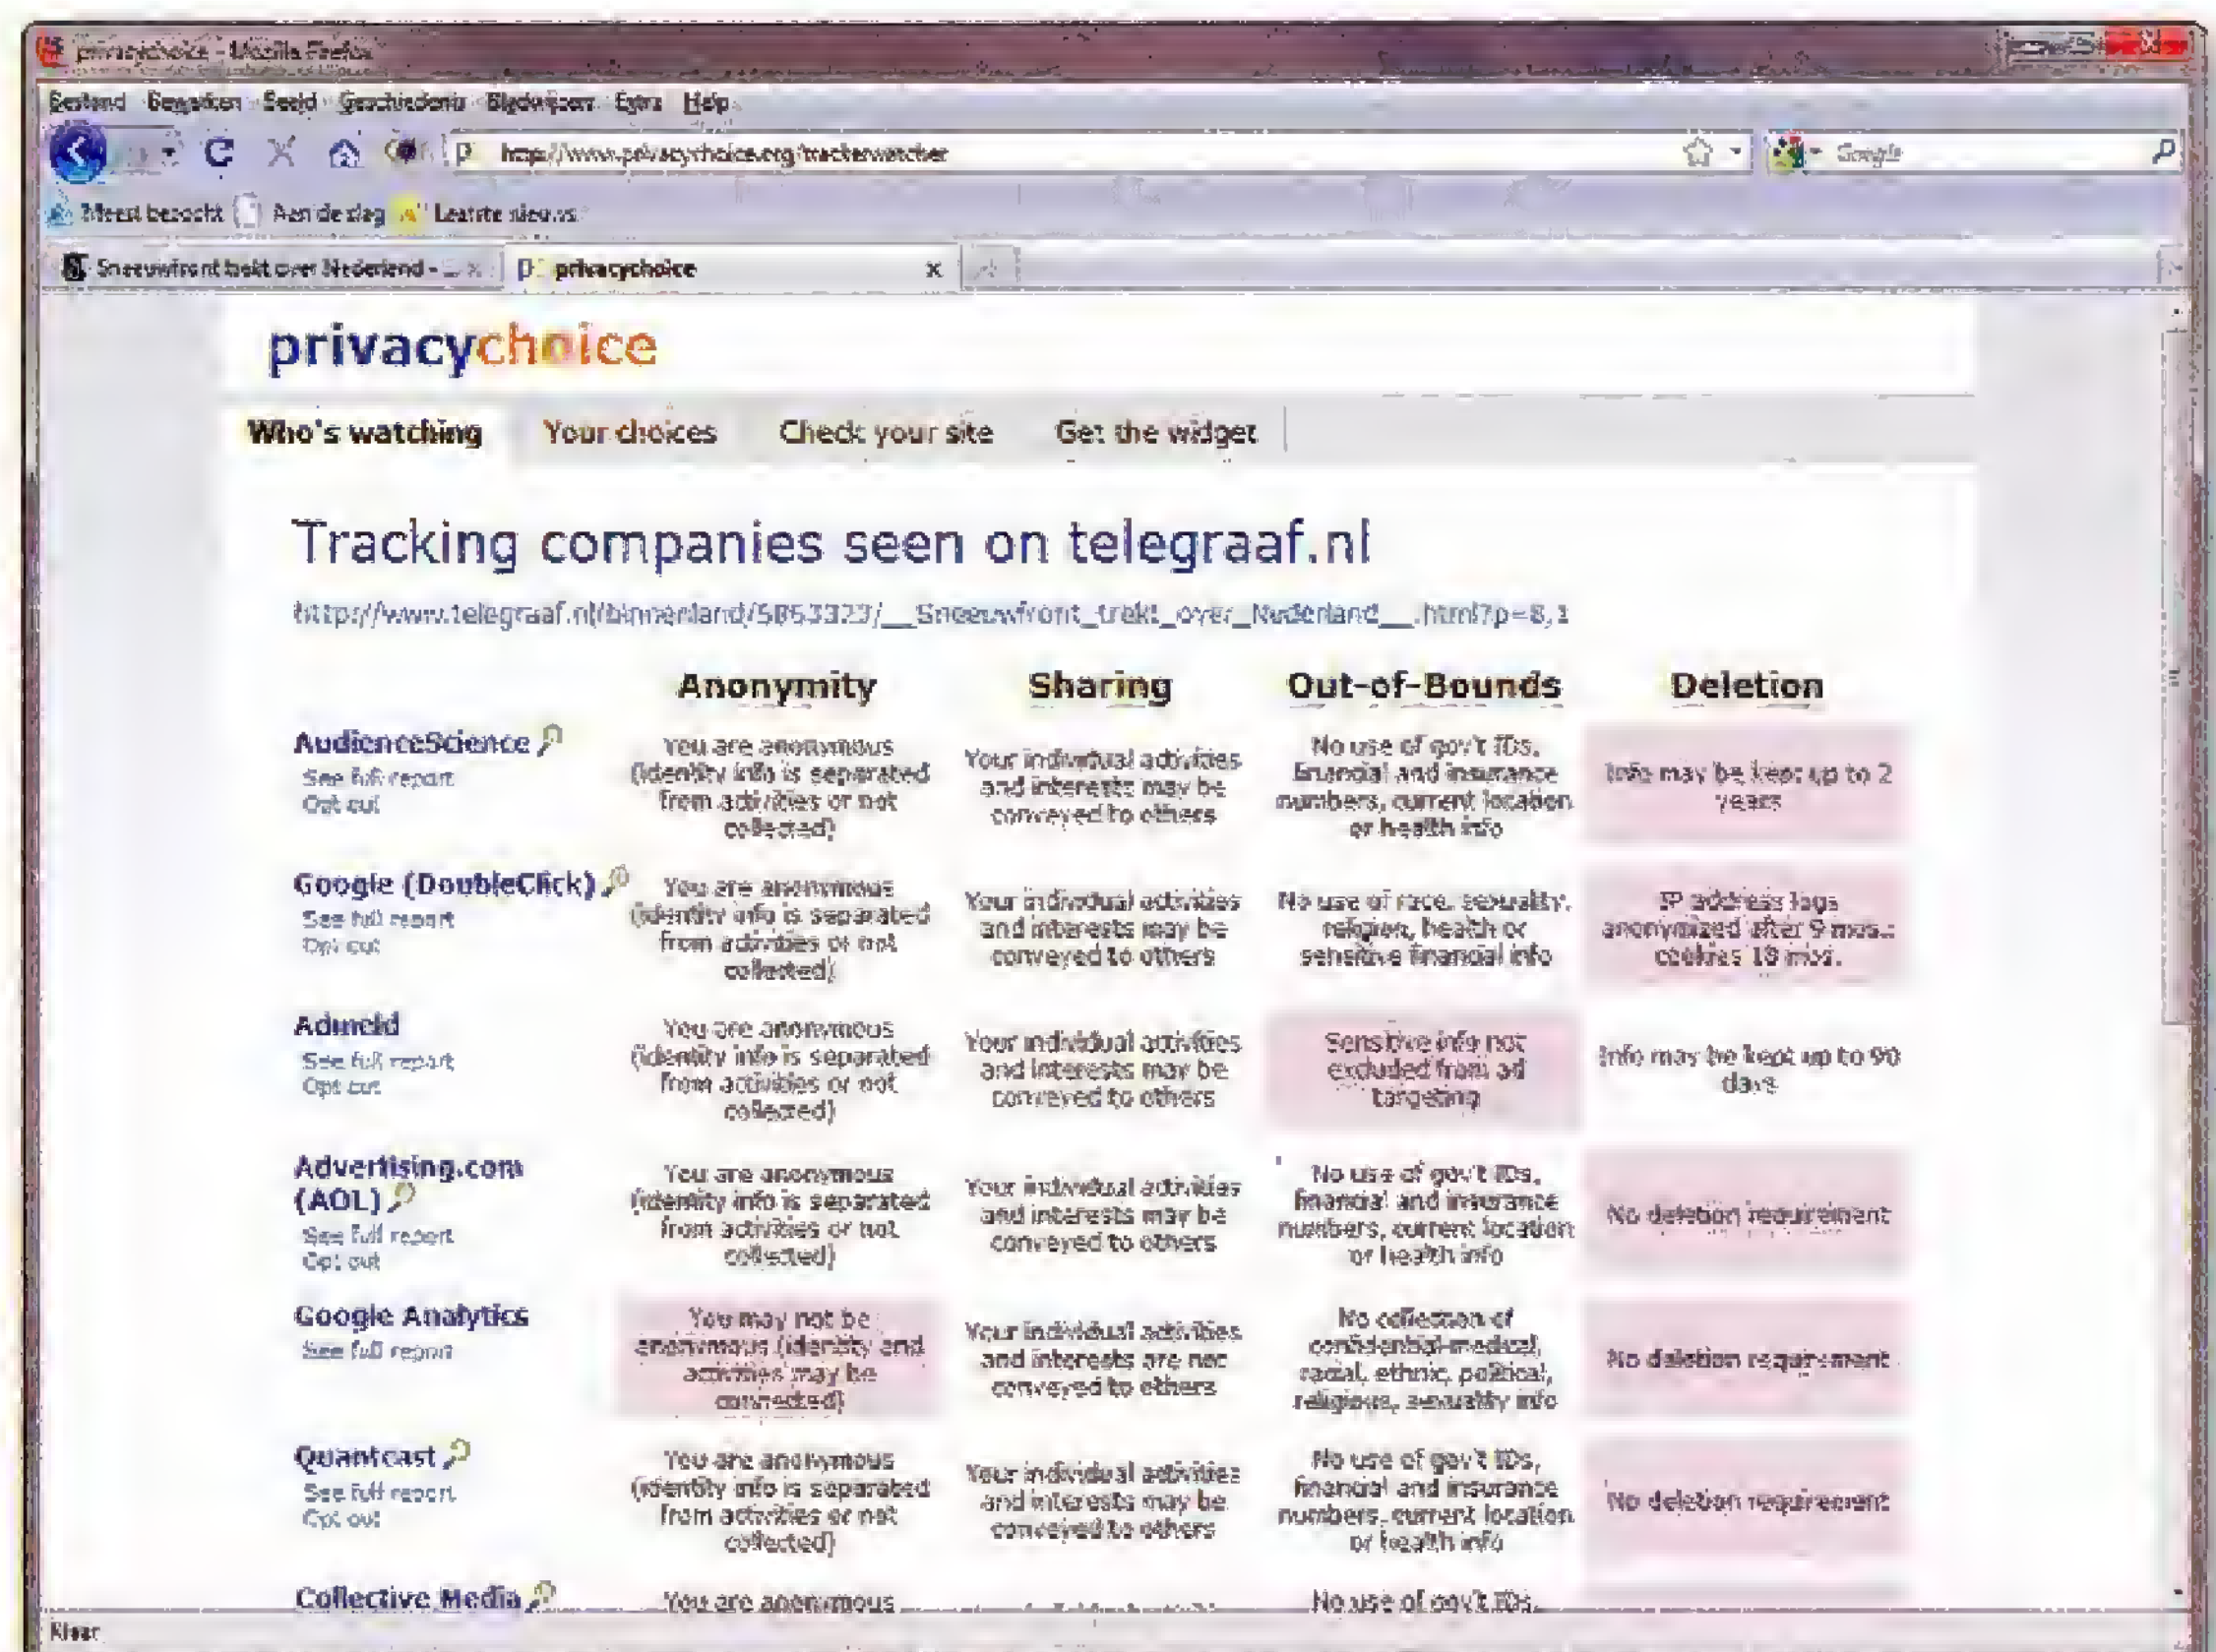 privacychoice - Mozilla Firefox
Bestand Bewerken Beeld Geschiedenis Bladwijzers Extra Help
http://www.privacychoice.org/trackerwatcher
Google
Meest bezocht Aan de slag Laatste nieuws
Sneeuwfront trekt over Nederland - privacychoice
privacychoice
Who's watching Your choices Check your site Get the widget
Tracking companies seen on telegraaf.nl
Anonymity Sharing Out-of-Bounds Deletion
AudienceScience
See full report
Opt out
You are anonymous
(identity info is separated
from activities or not
collected)
Your individual activities
and interests may be
conveyed to others
No use of gov't IDs,
financial and insurance
numbers, current location
or health info
Info may be kept up to 2
years
Google (DoubleClick)
See full report
Opt out
You are anonymous
(identity info is separated
from activities or not
collected)
Your individual activities
and interests may be
conveyed to others
No use of race, sexuality,
religion, health or
sensitive financial info
IP address logs
anonymized after 9 mos.;
cookies 18 mos.
Admeld
See full report
Opt out
You are anonymous
(identity info is separated
from activities or not
collected)
Your individual activities
and interests may be
conveyed to others
Sensitive info not
excluded from ad
targeting
Info may be kept up to 90
days
Advertising.com
(AOL)
See full report
Opt out
You are anonymous
(identity info is separated
from activities or not
collected)
Your individual activities
and interests may be
conveyed to others
No use of gov't IDs,
financial and insurance
numbers, current location
or health info
No deletion requirement
Google Analytics
See full report
You may not be
anonymous (identity and
activities may be
connected)
Your individual activities
and interests are not
conveyed to others
No collection of
confidential medical,
racial, ethnic, political,
religious, sexuality info
No deletion requirement
Quantcast
See full report
Opt out
You are anonymous
(identity info is separated
from activities or not
collected)
Your individual activities
and interests may be
conveyed to others
No use of gov't IDs,
financial and insurance
numbers, current location
or health info
No deletion requirement
Collective Media
You are anonymous
No use of gov't IDs,
Klaar